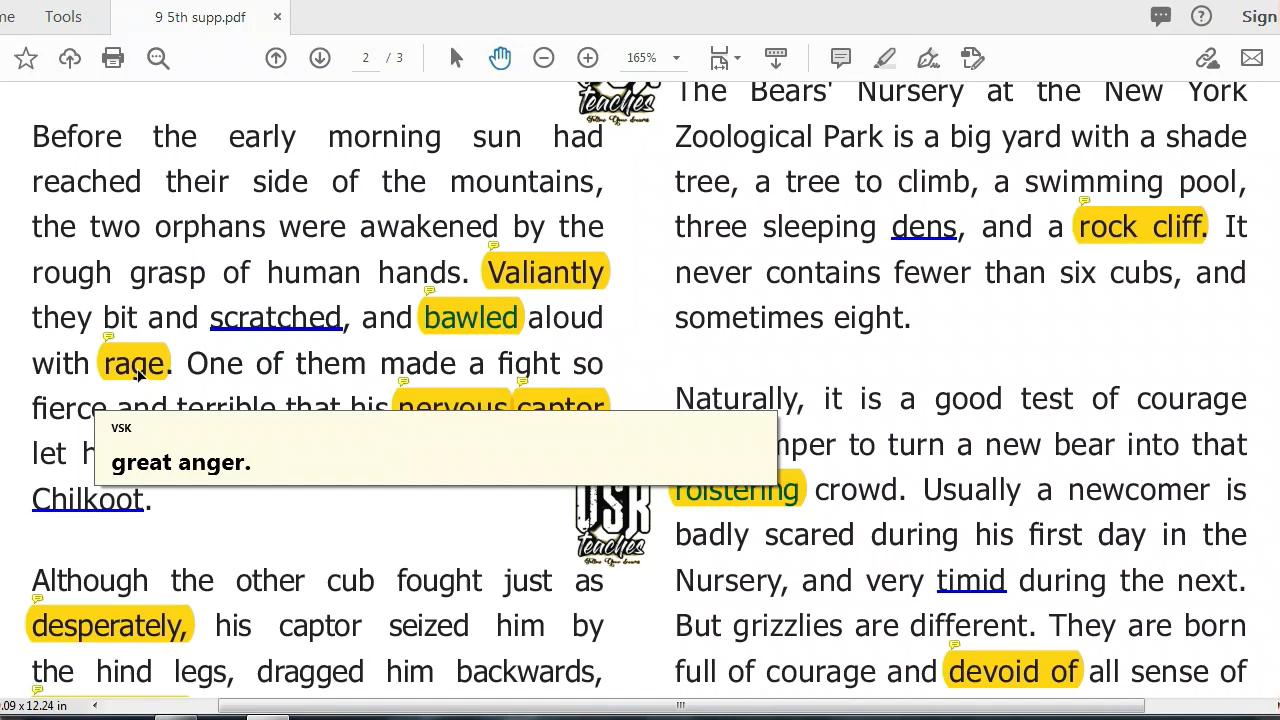 me Tools 9 5th supp.pdf × ? Sign
2 / 3 165%
teaches
Follow Your dreams
Before the early morning sun had
reached their side of the mountains,
the two orphans were awakened by the
rough grasp of human hands. Valiantly
they bit and scratched, and bawled aloud
with rage. One of them made a fight so
fierce and terrible that his nervous captor
let h
VSK
great anger.
Chilkoot.
Although the other cub fought just as
desperately, his captor seized him by
the hind legs, dragged him backwards,
The Bears' Nursery at the New York
Zoological Park is a big yard with a shade
tree, a tree to climb, a swimming pool,
three sleeping dens, and a rock cliff. It
never contains fewer than six cubs, and
sometimes eight.
Naturally, it is a good test of courage
mper to turn a new bear into that
roistering crowd. Usually a newcomer is
badly scared during his first day in the
Nursery, and very timid during the next.
But grizzlies are different. They are born
full of courage and devoid of all sense of
VSK
teaches
.09 x 12.24 in